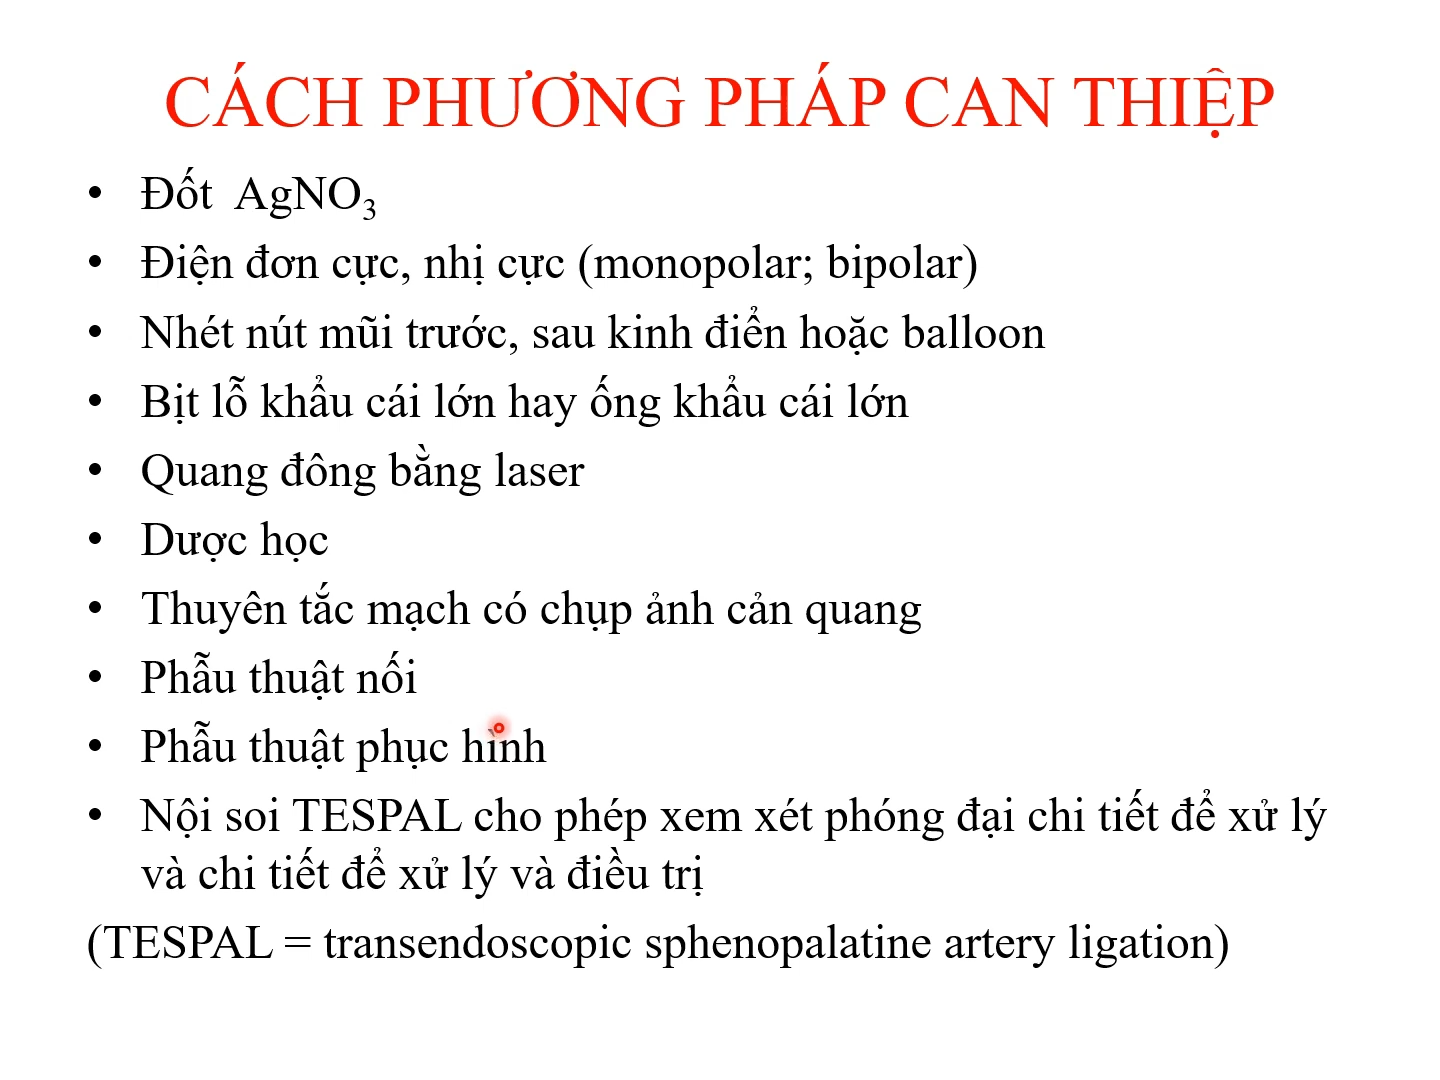 CÁCH PHƯƠNG PHÁP CAN THIỆP
• Đốt AgNO₃
• Điện đơn cực, nhị cực (monopolar; bipolar)
• Nhét nút mũi trước, sau kinh điển hoặc balloon
• Bịt lỗ khẩu cái lớn hay ống khẩu cái lớn
• Quang đông bằng laser
• Dược học
• Thuyên tắc mạch có chụp ảnh cản quang
• Phẫu thuật nối
• Phẫu thuật phục hình
• Nội soi TESPAL cho phép xem xét phóng đại chi tiết để xử lý
và chi tiết để xử lý và điều trị
(TESPAL = transendoscopic sphenopalatine artery ligation)